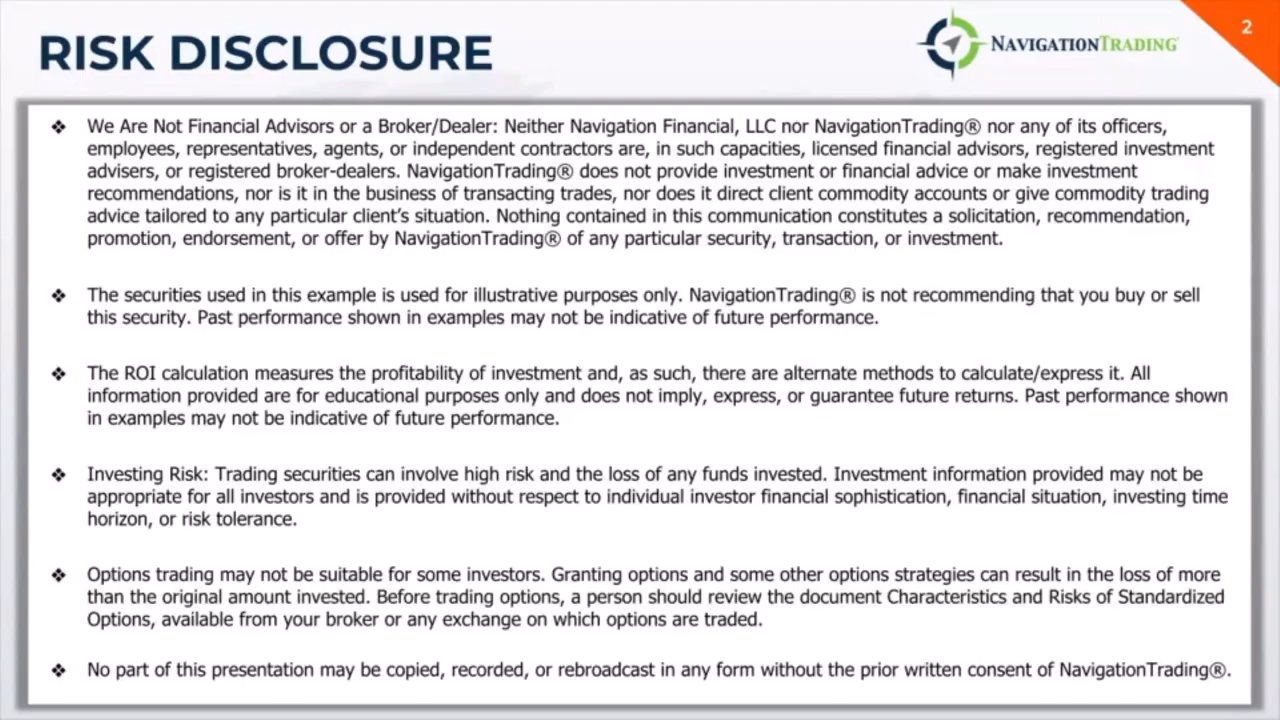 RISK DISCLOSURE
NAVIGATIONTRADING®
2
❖ We Are Not Financial Advisors or a Broker/Dealer: Neither Navigation Financial, LLC nor NavigationTrading® nor any of its officers,
employees, representatives, agents, or independent contractors are, in such capacities, licensed financial advisors, registered investment
advisers, or registered broker-dealers. NavigationTrading® does not provide investment or financial advice or make investment
recommendations, nor is it in the business of transacting trades, nor does it direct client commodity accounts or give commodity trading
advice tailored to any particular client's situation. Nothing contained in this communication constitutes a solicitation, recommendation,
promotion, endorsement, or offer by NavigationTrading® of any particular security, transaction, or investment.
❖ The securities used in this example is used for illustrative purposes only. NavigationTrading® is not recommending that you buy or sell
this security. Past performance shown in examples may not be indicative of future performance.
❖ The ROI calculation measures the profitability of investment and, as such, there are alternate methods to calculate/express it. All
information provided are for educational purposes only and does not imply, express, or guarantee future returns. Past performance shown
in examples may not be indicative of future performance.
❖ Investing Risk: Trading securities can involve high risk and the loss of any funds invested. Investment information provided may not be
appropriate for all investors and is provided without respect to individual investor financial sophistication, financial situation, investing time
horizon, or risk tolerance.
❖ Options trading may not be suitable for some investors. Granting options and some other options strategies can result in the loss of more
than the original amount invested. Before trading options, a person should review the document Characteristics and Risks of Standardized
Options, available from your broker or any exchange on which options are traded.
❖ No part of this presentation may be copied, recorded, or rebroadcast in any form without the prior written consent of NavigationTrading®.